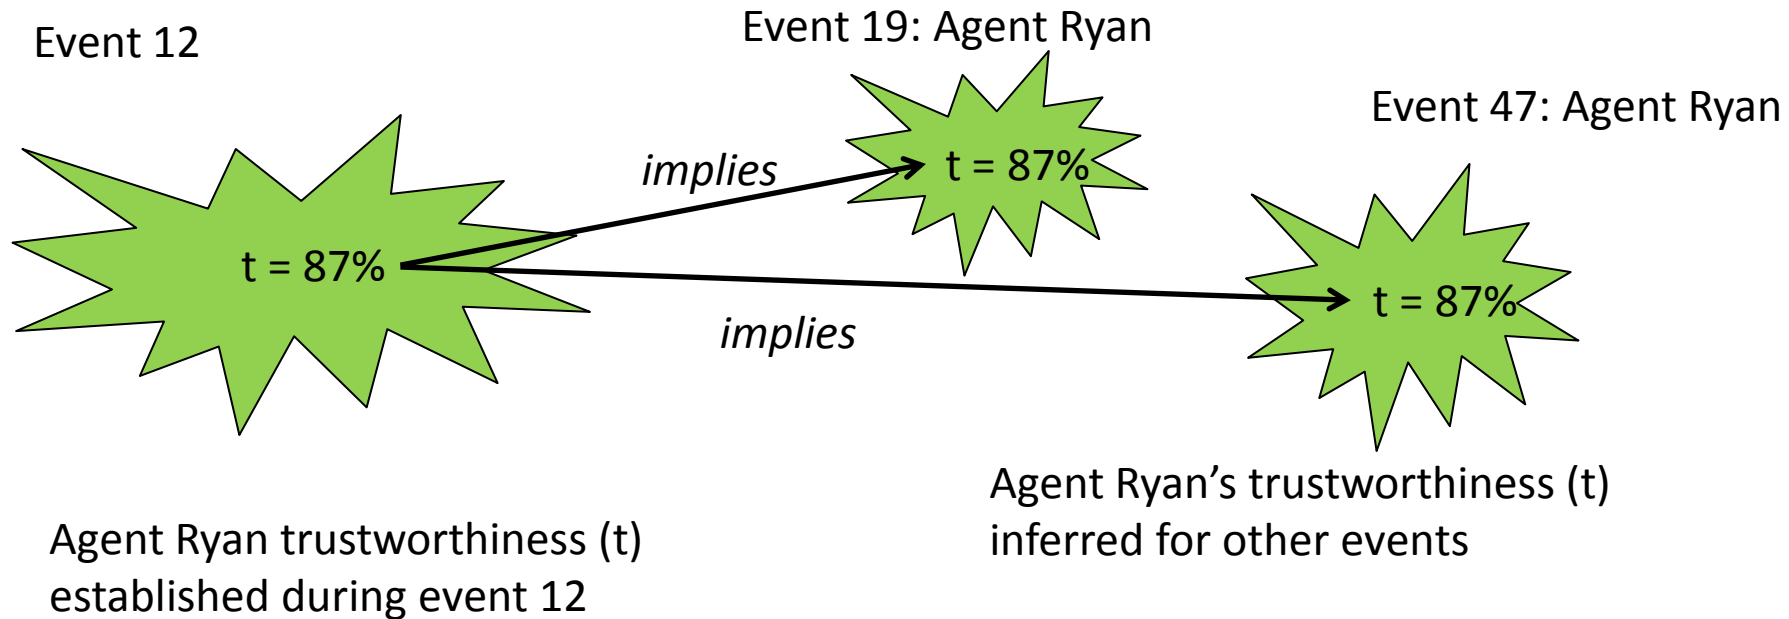 Event 12
Event 19: Agent Ryan
Event 47: Agent Ryan
implies
t = 87%
t = 87%
implies
t = 87%
Agent Ryan trustworthiness (t)
established during event 12
Agent Ryan’s trustworthiness (t)
inferred for other events